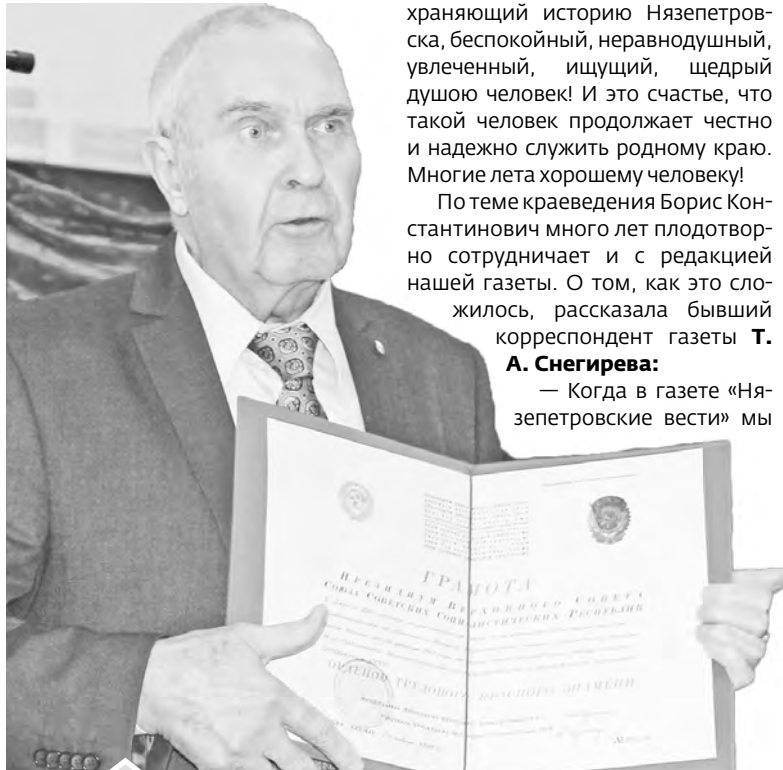 храняющий историю Нязепетров-
ска, беспокойный, неравнодушный,
увлеченный, ищущий, щедрый
душою человек! И это счастье, что
такой человек продолжает честно
и надежно служить родному краю.
Многие лета хорошему человеку!
По теме краеведения Борис Кон-
стантинович много лет плодотвор-
но сотрудничает и с редакцией
нашей газеты. О том, как это сло-
жилось, рассказала бывший
корреспондент газеты Т.
А. Снегирева:
— Когда в газете «Ня-
зепетровские вести» мы
ГРАМОТА
ПРЕЗИДИУМ ВЕРХОВНОГО СОВЕТА
СОЮЗА СОВЕТСКИХ СОЦИАЛИСТИЧЕСКИХ РЕСПУБЛИК
ОРДЕНОМ ТРУДОВОГО КРАСНОГО ЗНАМЕНИ